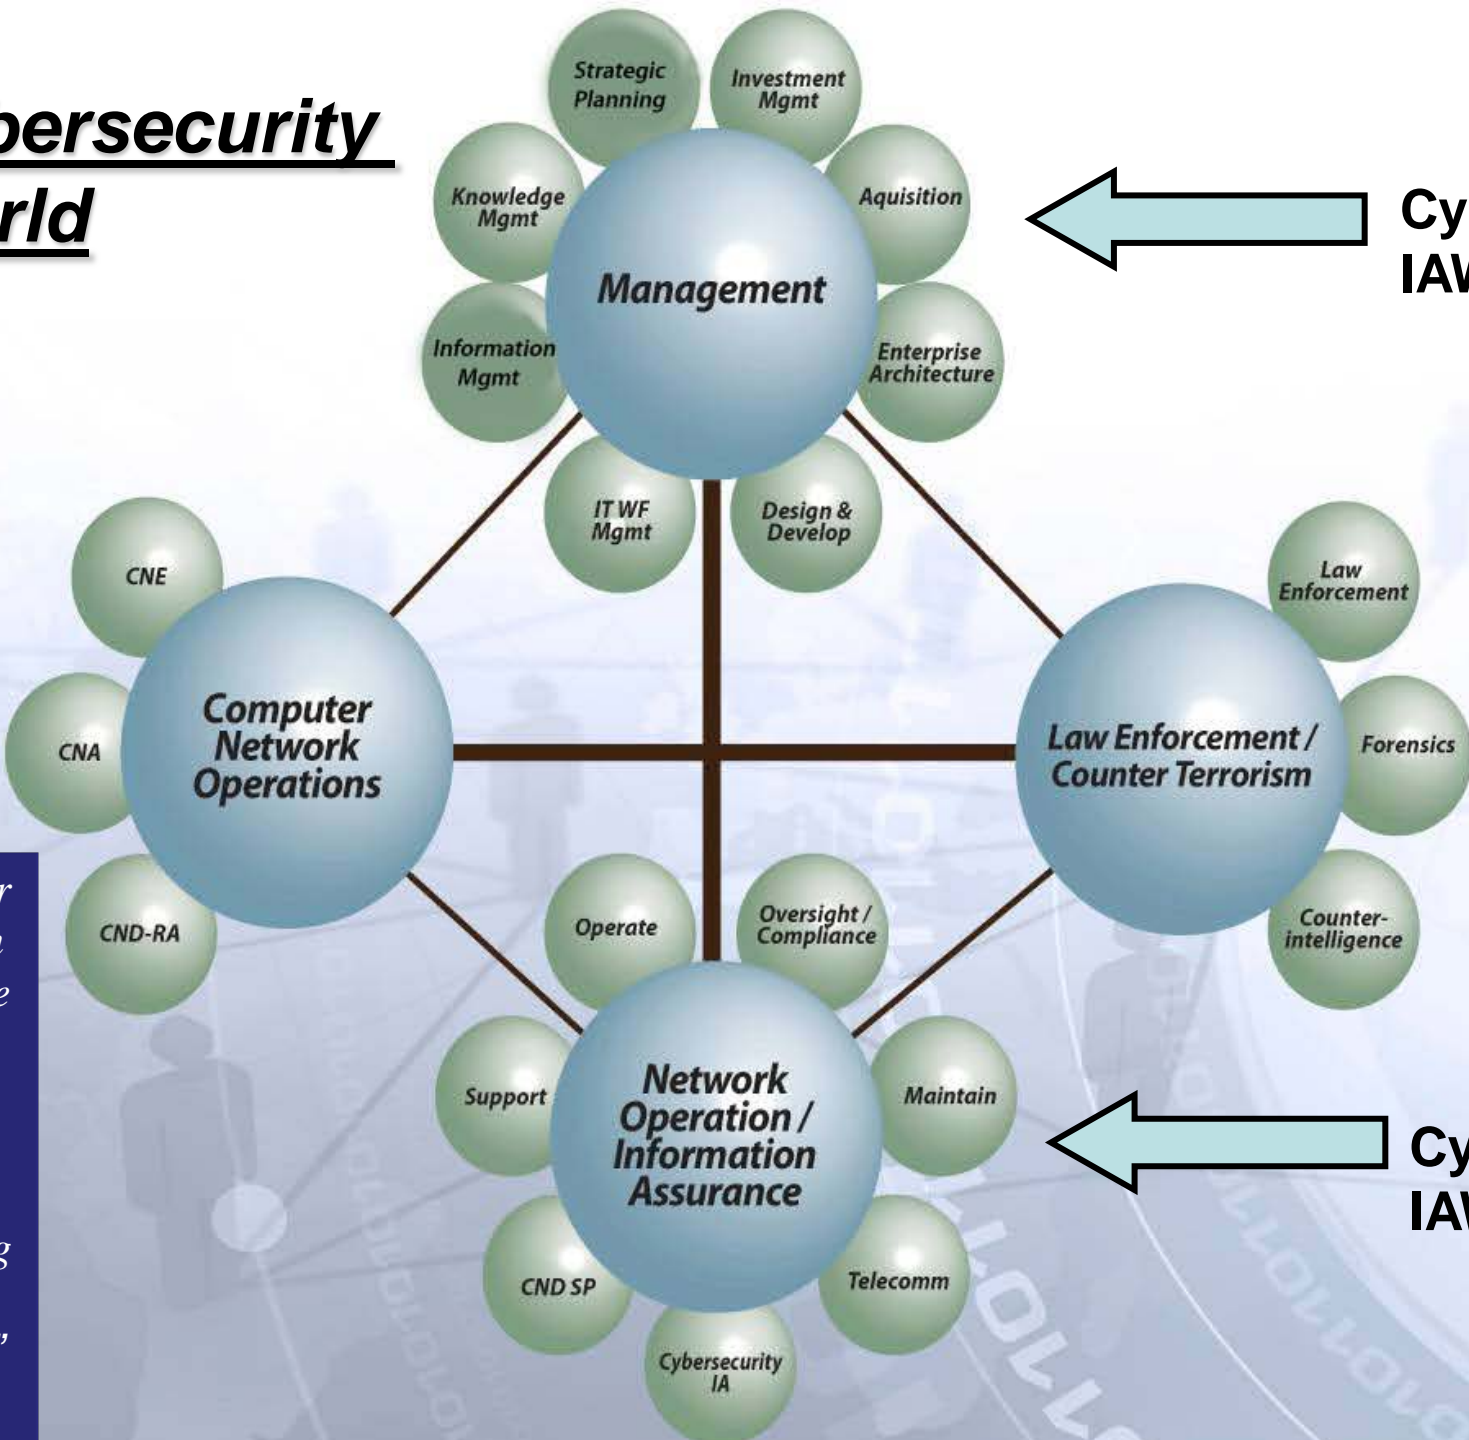 bersecurity
rld
Strategic
Planning
Investment
Mgmt
Knowledge
Mgmt
Aquisition
Management
Information
Mgmt
Enterprise
Architecture
IT WF
Mgmt
Design &
Develop
Cy
IAW
CNE
CNA
CND-RA
Computer
Network
Operations
Law Enforcement /
Counter Terrorism
Law
Enforcement
Forensics
Counter-
intelligence
Operate
Oversight /
Compliance
Support
Network
Operation /
Information
Assurance
Maintain
CND SP
Cybersecurity
IA
Telecomm
Cy
IAW
r
n
e
g
”